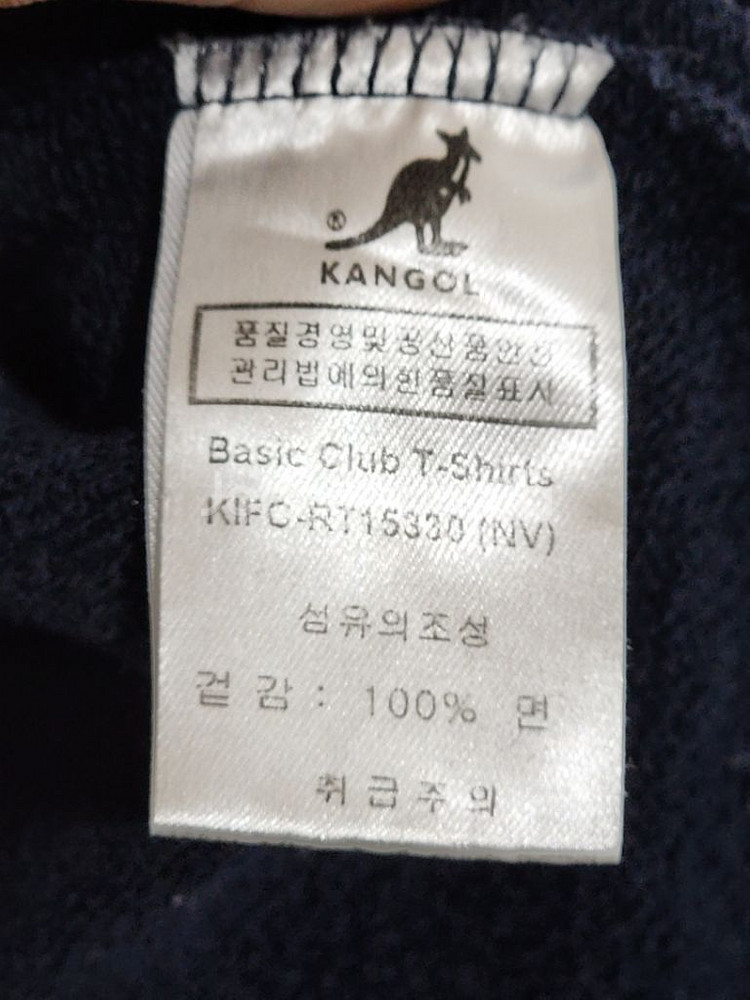 ®
KANGOL
품질경영및공산품안전
관리법에의한품질표시
Basic Club T-Shirts
KIFC-RT15330 (NV)
섬유의조성
겉감 : 100% 면
취급주의